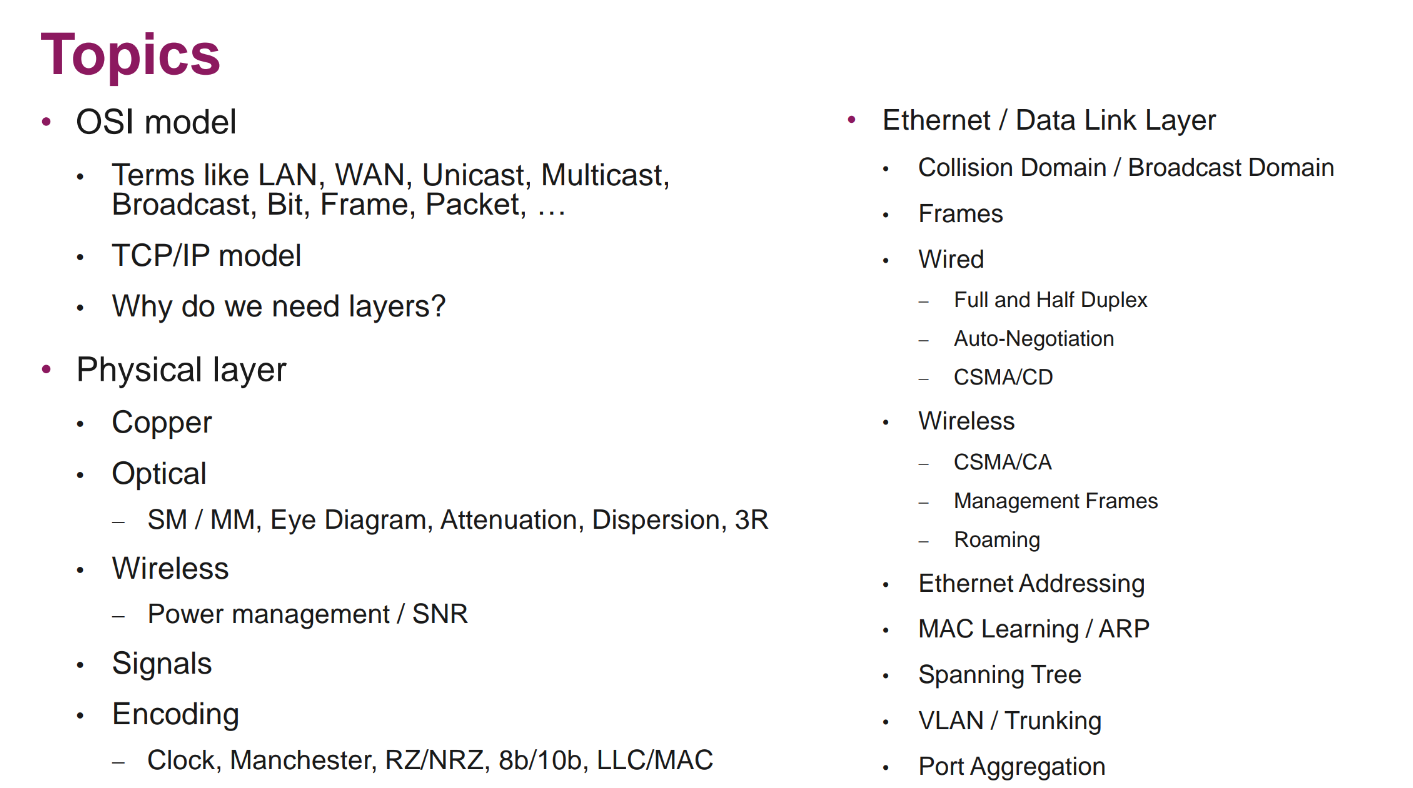 Topics
• OSI model
• Terms like LAN, WAN, Unicast, Multicast,
Broadcast, Bit, Frame, Packet, …
• TCP/IP model
• Why do we need layers?
• Physical layer
• Copper
• Optical
– SM / MM, Eye Diagram, Attenuation, Dispersion, 3R
• Wireless
– Power management / SNR
• Signals
• Encoding
– Clock, Manchester, RZ/NRZ, 8b/10b, LLC/MAC
• Ethernet / Data Link Layer
• Collision Domain / Broadcast Domain
• Frames
• Wired
– Full and Half Duplex
– Auto-Negotiation
– CSMA/CD
• Wireless
– CSMA/CA
– Management Frames
– Roaming
• Ethernet Addressing
• MAC Learning / ARP
• Spanning Tree
• VLAN / Trunking
• Port Aggregation